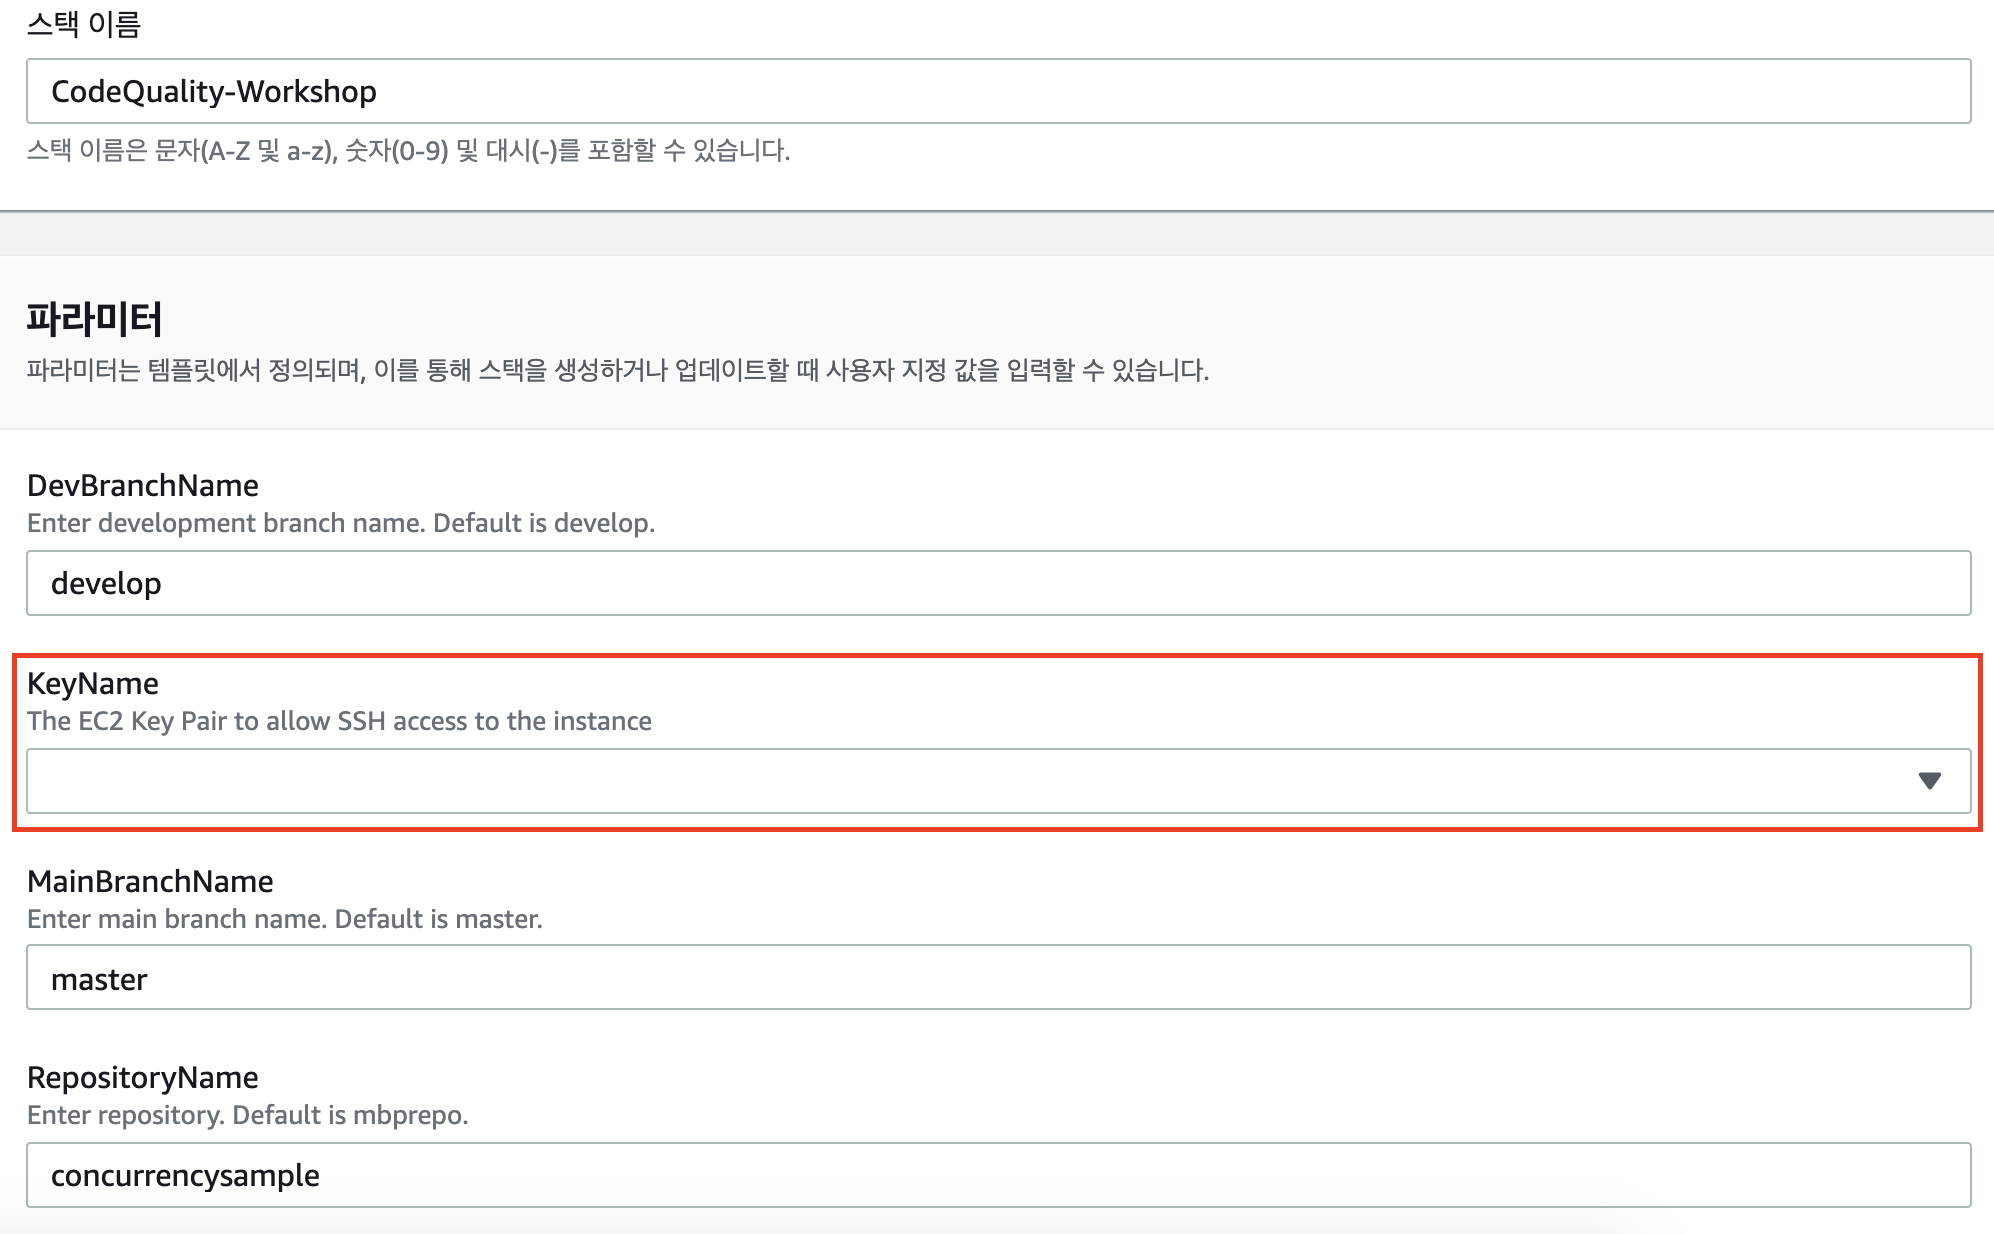 스택 이름
CodeQuality-Workshop
스택 이름은 문자(A-Z 및 a-z), 숫자(0-9) 및 대시(-)를 포함할 수 있습니다.
파라미터
파라미터는 템플릿에서 정의되며, 이를 통해 스택을 생성하거나 업데이트할 때 사용자 지정 값을 입력할 수 있습니다.
DevBranchName
Enter development branch name. Default is develop.
develop
KeyName
The EC2 Key Pair to allow SSH access to the instance
MainBranchName
Enter main branch name. Default is master.
master
RepositoryName
Enter repository. Default is mbprepo.
concurrencysample